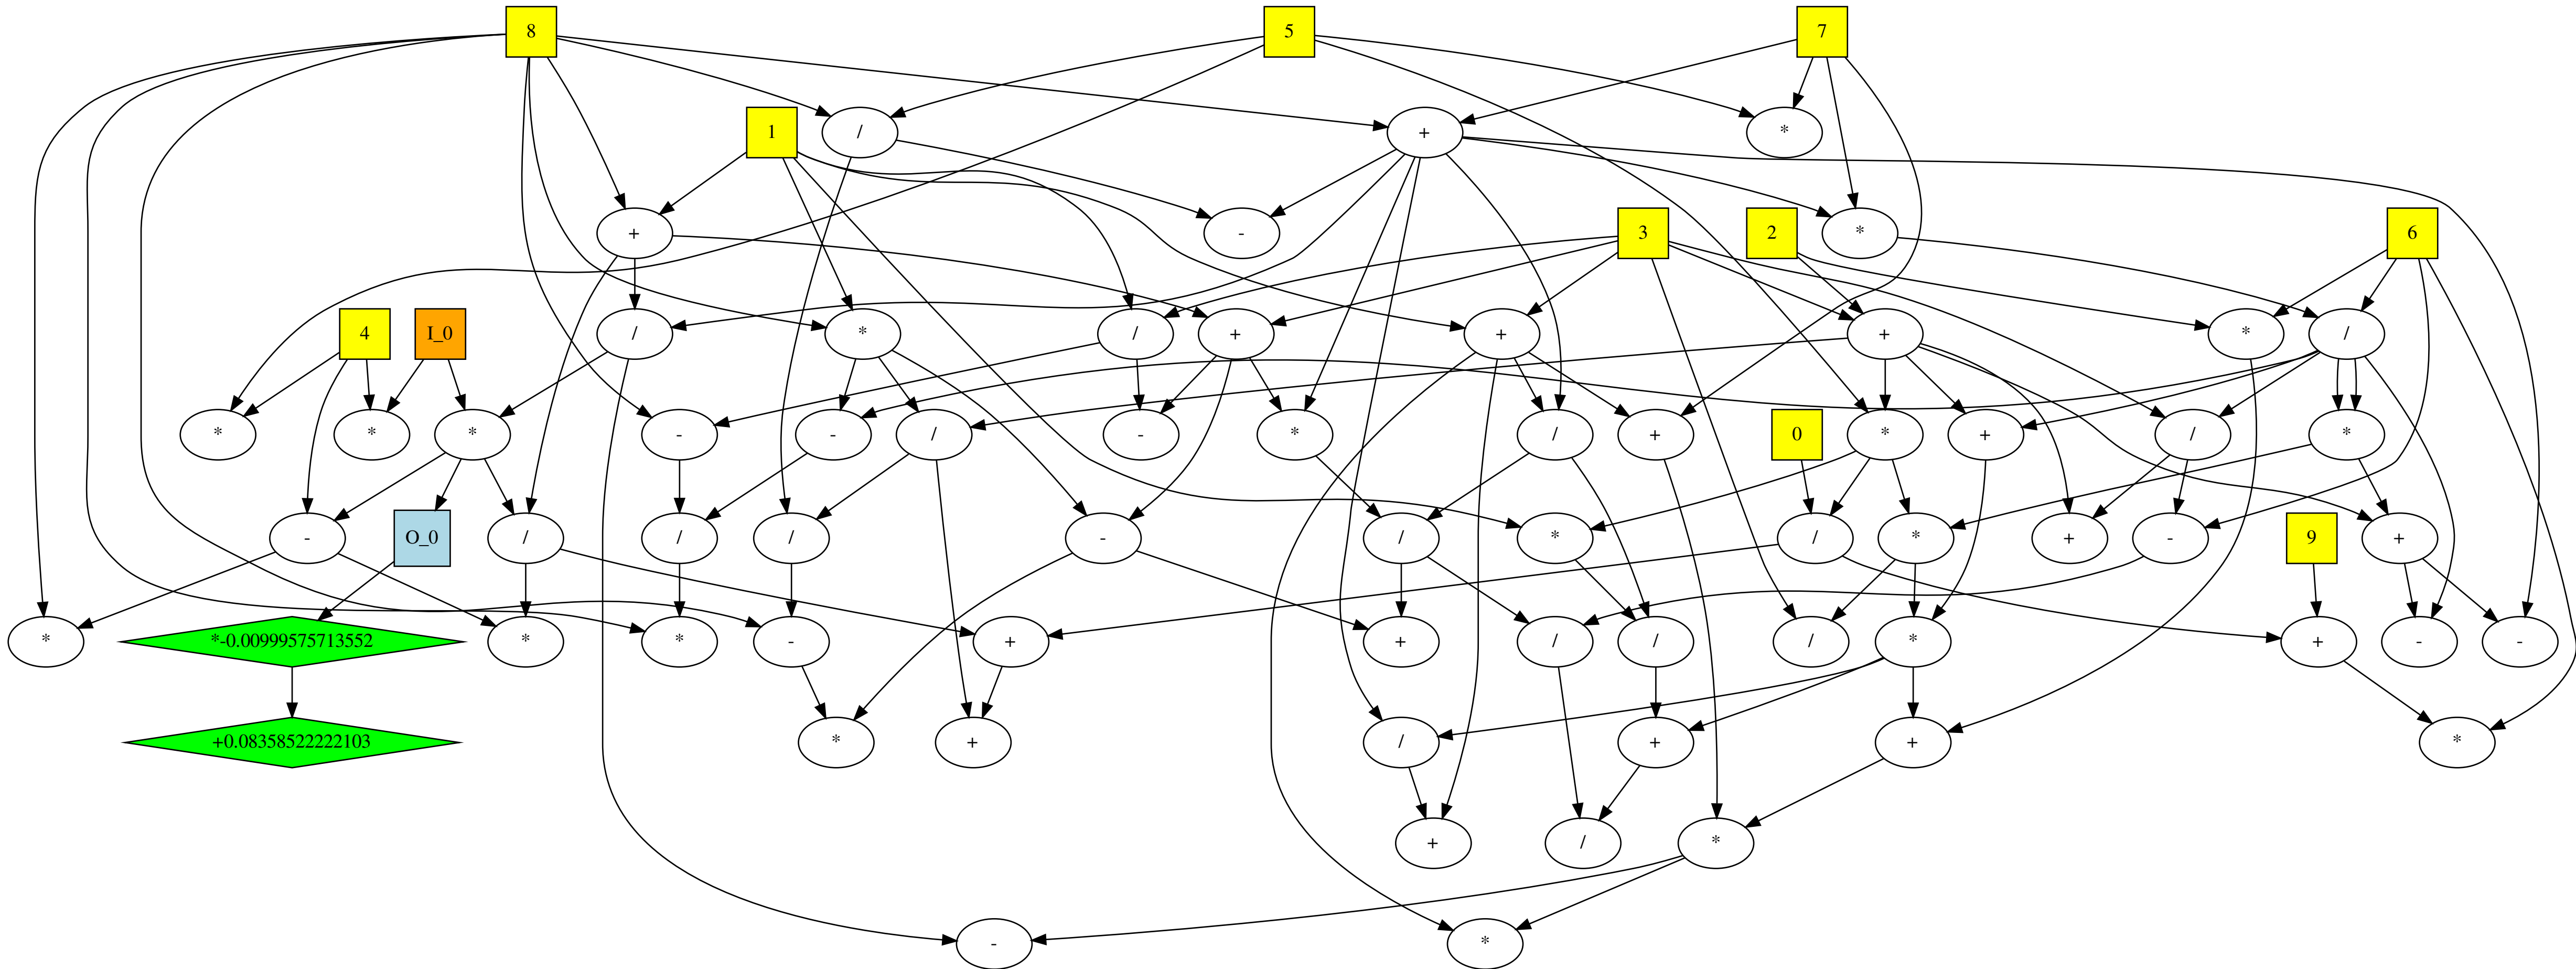 8 5 7
1 / + *
+ - 3 2 * 6
4 I_0 / * / + + + * /
* * * - - / - * / + 0 * + / *
- O_0 / / / - / * / * + - 9 +
* *-0.00999575713552 * * - + + / / / * + - -
+0.08358522222103 * + / + + *
+ / *
- *